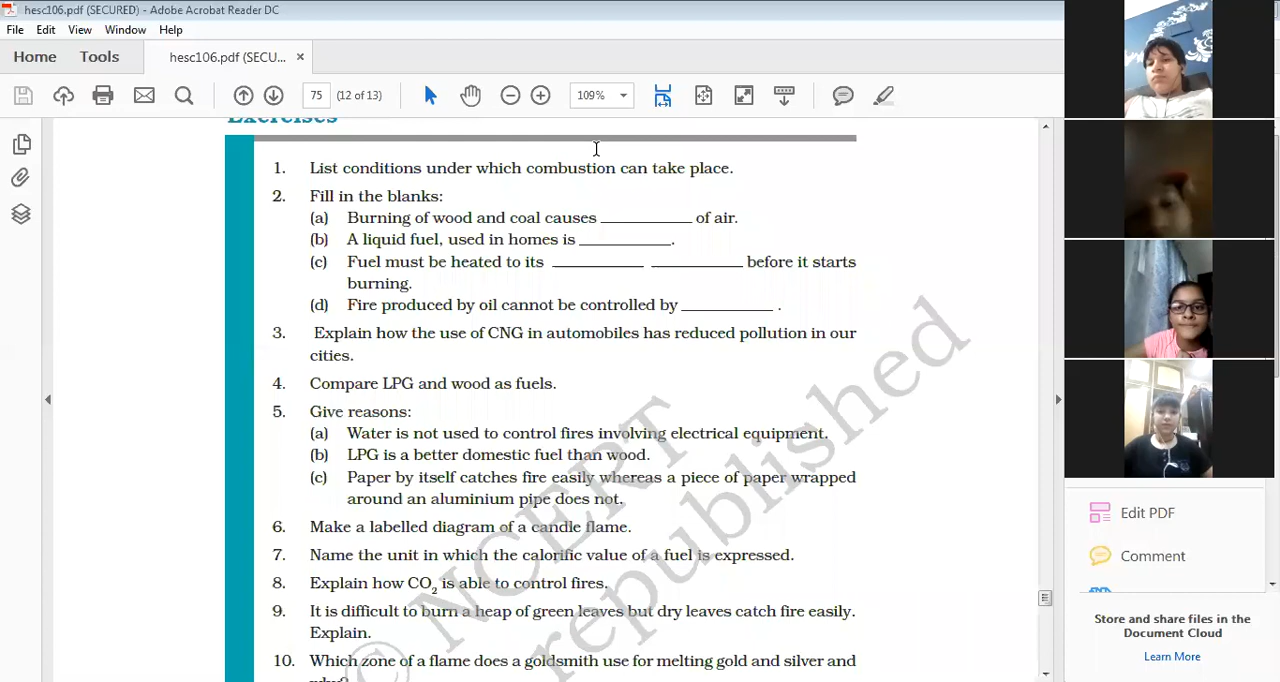 hesc106.pdf (SECURED) - Adobe Acrobat Reader DC
File Edit View Window Help
Home Tools hesc106.pdf (SECU... ×
75 (12 of 13) 109%
Exercises
1. List conditions under which combustion can take place.
2. Fill in the blanks:
(a) Burning of wood and coal causes __________ of air.
(b) A liquid fuel, used in homes is __________.
(c) Fuel must be heated to its __________ __________ before it starts
burning.
(d) Fire produced by oil cannot be controlled by __________ .
3. Explain how the use of CNG in automobiles has reduced pollution in our
cities.
4. Compare LPG and wood as fuels.
5. Give reasons:
(a) Water is not used to control fires involving electrical equipment.
(b) LPG is a better domestic fuel than wood.
(c) Paper by itself catches fire easily whereas a piece of paper wrapped
around an aluminium pipe does not.
6. Make a labelled diagram of a candle flame.
7. Name the unit in which the calorific value of a fuel is expressed.
8. Explain how CO2 is able to control fires.
9. It is difficult to burn a heap of green leaves but dry leaves catch fire easily.
Explain.
10. Which zone of a flame does a goldsmith use for melting gold and silver and
why?
© NCERT
republished
Edit PDF
Comment
Store and share files in the
Document Cloud
Learn More